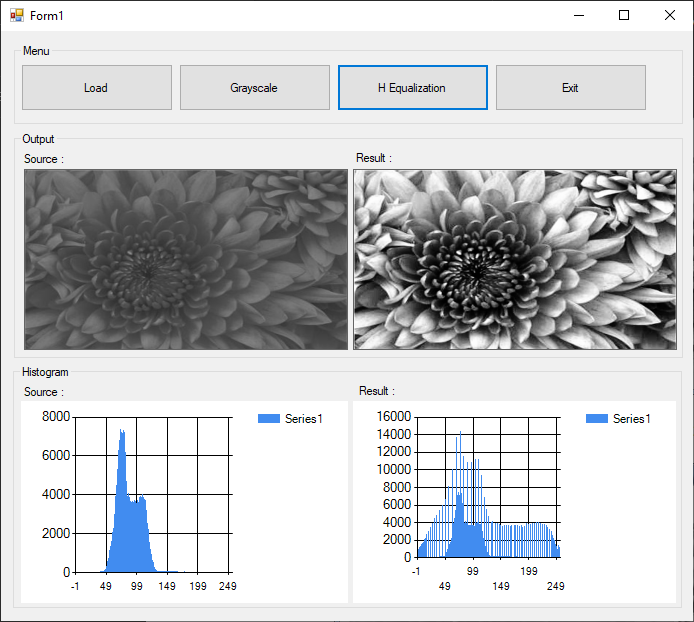 Form1
Menu
Load Grayscale H Equalization Exit
Output
Source : Result :
Histogram
Source : Result :
8000
6000
4000
2000
0
-1 49 99 149 199 249
Series1
16000
14000
12000
10000
8000
6000
4000
2000
0
-1 99 199
49 149 249
Series1